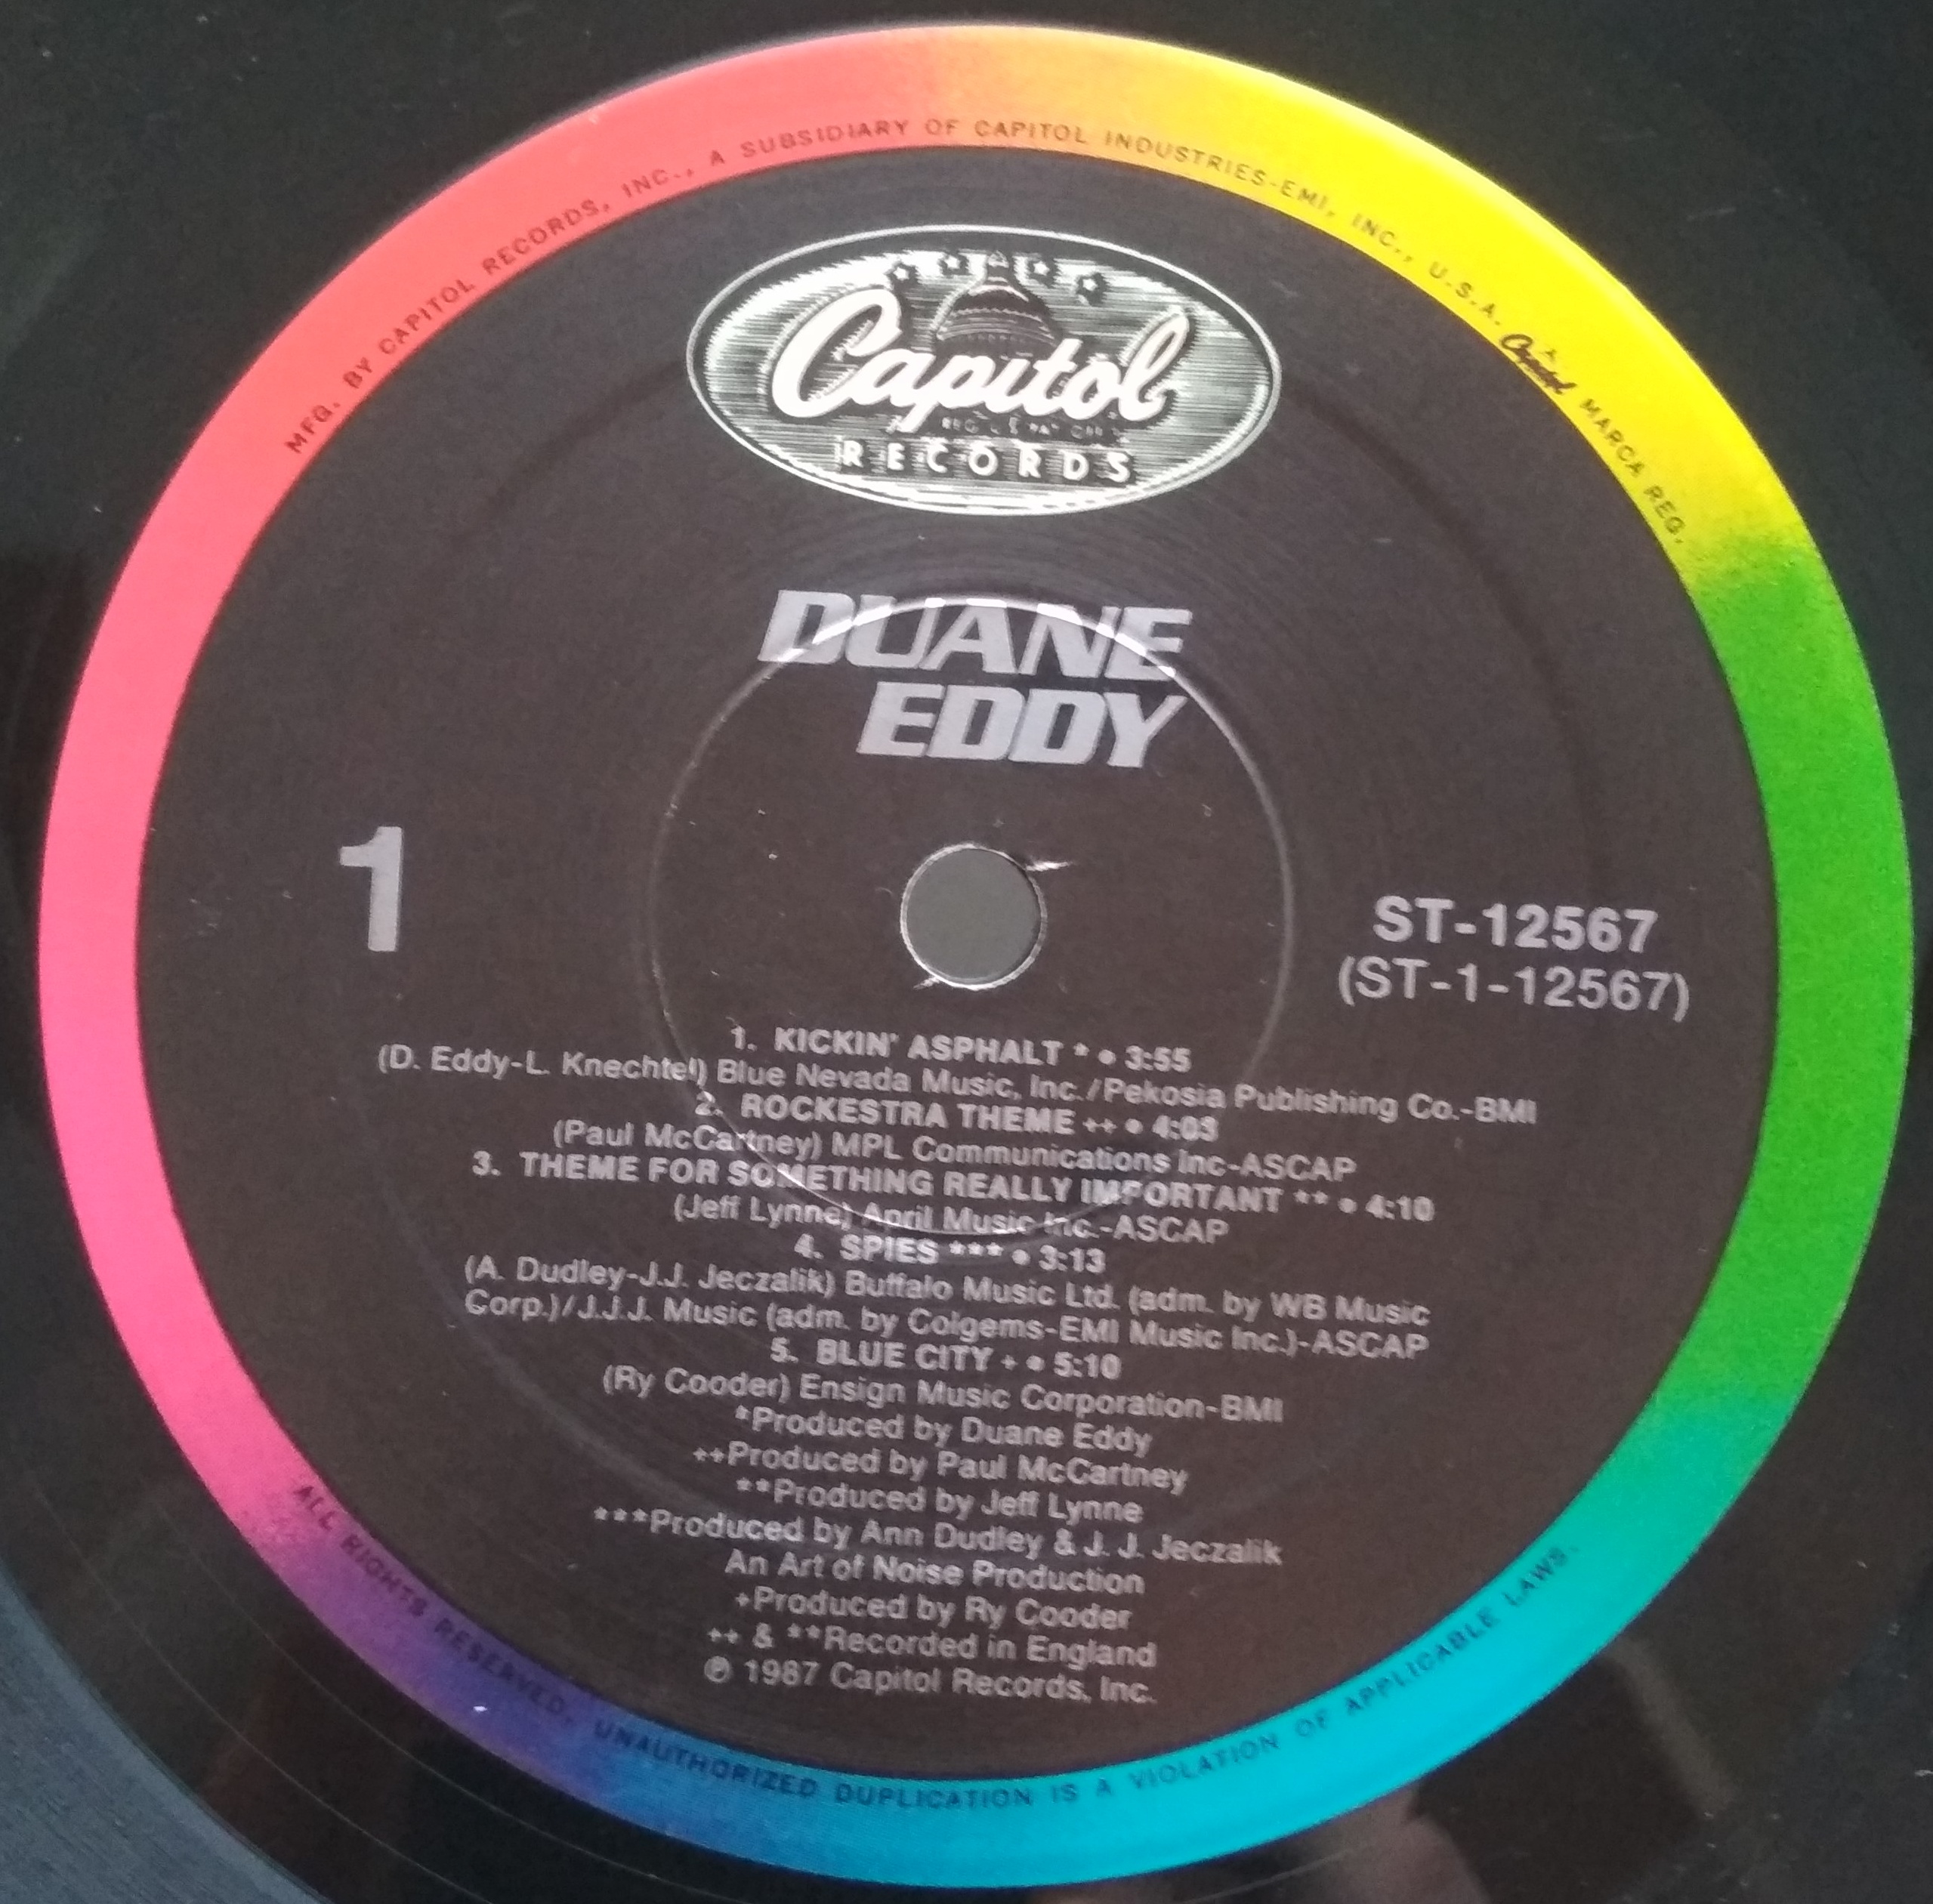 MFG. BY CAPITOL RECORDS, INC., A SUBSIDIARY OF CAPITOL INDUSTRIES-EMI, INC., U.S.A. Capitol MARCA REG.
Capitol
REG. U.S. PAT. OFF.
RECORDS
DUANE
EDDY
1
ST-12567
(ST-1-12567)
1. KICKIN' ASPHALT * • 3:55
(D. Eddy-L. Knechtel) Blue Nevada Music, Inc./Pekosia Publishing Co.-BMI
2. ROCKESTRA THEME ++ • 4:03
(Paul McCartney) MPL Communications Inc-ASCAP
3. THEME FOR SOMETHING REALLY IMPORTANT ** • 4:10
(Jeff Lynne) April Music Inc.-ASCAP
4. SPIES *** • 3:13
(A. Dudley-J.J. Jeczalik) Buffalo Music Ltd. (adm. by WB Music
Corp.)/J.J.J. Music (adm. by Colgems-EMI Music Inc.)-ASCAP
5. BLUE CITY + • 5:10
(Ry Cooder) Ensign Music Corporation-BMI
*Produced by Duane Eddy
++Produced by Paul McCartney
**Produced by Jeff Lynne
***Produced by Ann Dudley & J. J. Jeczalik
An Art of Noise Production
+Produced by Ry Cooder
++ & **Recorded in England
℗ 1987 Capitol Records, Inc.
ALL RIGHTS RESERVED. UNAUTHORIZED DUPLICATION IS A VIOLATION OF APPLICABLE LAWS.